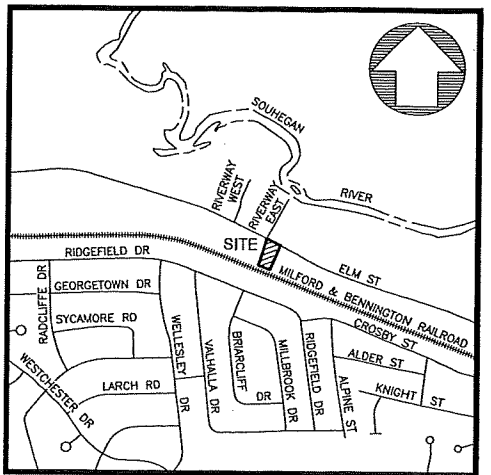 SOUHEGAN
RIVER
RIVERWAY
WEST
RIVERWAY
EAST
SITE
ELM ST
MILFORD & BENNINGTON RAILROAD
RIDGEFIELD DR
CROSBY ST
RADCLIFFE DR
GEORGETOWN DR
SYCAMORE RD
WELLESLEY DR
VALHALLA DR
BRIARCLIFF DR
MILLBROOK DR
RIDGEFIELD DR
ALPINE ST
ALDER ST
KNIGHT ST
LARCH RD
WESTCHESTER DR